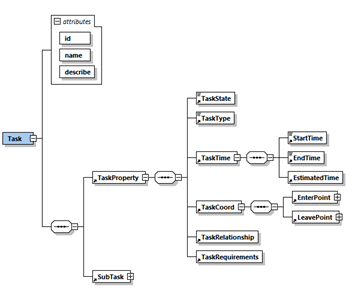 attributes
id
name
describe
Task
TaskProperty
SubTask
TaskState
TaskType
TaskTime
StartTime
EndTime
EstimatedTime
TaskCoord
EnterPoint
LeavePoint
TaskRelationship
TaskRequirements